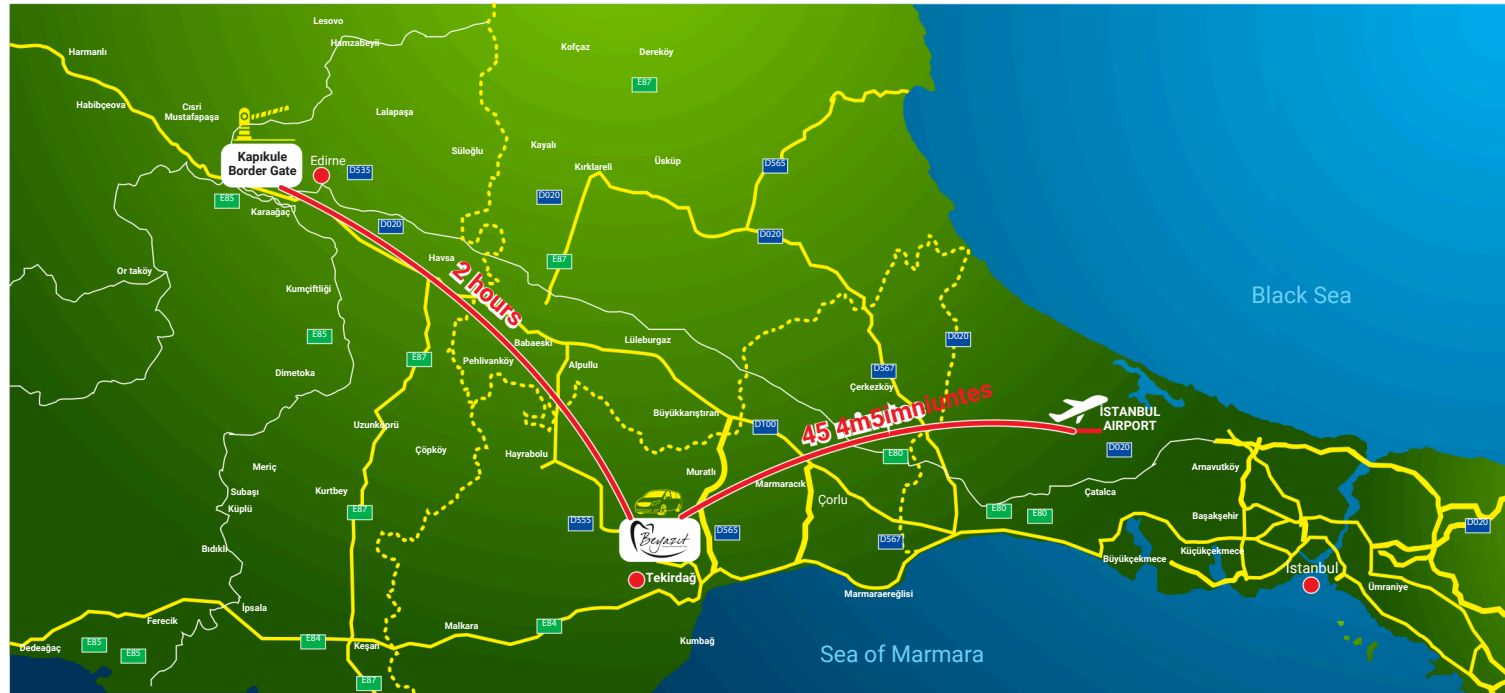 Lesovo
Hamzabeyii
Kofçaz
Dereköy
Harmanlı
E87
Habibçeova
Cısri
Mustafapaşa
Lalapaşa
Kapıkule
Border Gate
Edirne
D535
Süloğlu
Kayalı
Kırklareli
Üsküp
D565
E85
Karaağaç
D020
D020
D020
Havsa
E87
Or taköy
Kumçiftliği
2 hours
Black Sea
E85
Babaeski
Lüleburgaz
D020
E87
Pehlivanköy
Alpullu
Dimetoka
D567
Çerkezköy
Büyükkarıştıran
45 4m5imniuntes
İSTANBUL
AIRPORT
Uzunköprü
D100
Çöpköy
Hayrabolu
E80
D020
Meriç
Muratlı
Marmaracık
Arnavutköy
Subaşı
Kurtbey
Çorlu
Çatalca
Küplü
E87
E80
E80
Başakşehir
D555
D565
D020
Beyazıt
D567
Bıdıkli
Büyükçekmece
Küçükçekmece
Istanbul
Tekirdağ
Ümraniye
Marmaraereğlisi
İpsala
Ferecik
Malkara
E84
Dedeağaç
E85
E85
E84
Keşan
Kumbağ
Sea of Marmara
E87